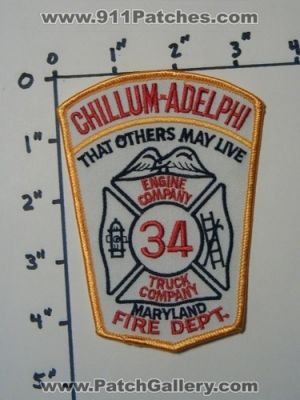 www.911Patches.com
0 1" 2" 3" 4
1"
2"
3"
4"
5"
CHILLUM-ADELPHI
THAT OTHERS MAY LIVE
ENGINE
COMPANY
34
TRUCK
COMPANY
MARYLAND
FIRE DEPT.
www.PatchGallery.com